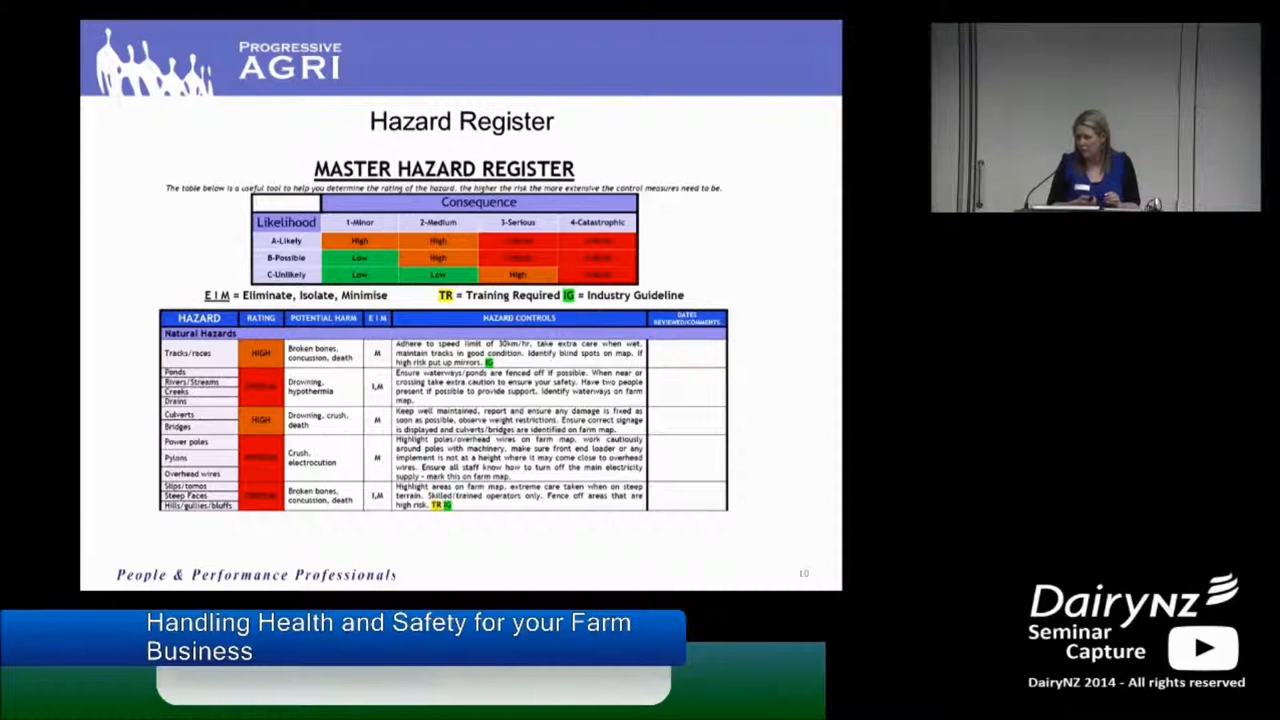 PROGRESSIVE
AGRI
Hazard Register
MASTER HAZARD REGISTER
The table below is a useful tool to help you determine the rating of the hazard, the higher the risk the more extensive the control measures need to be.
Consequence
Likelihood 1-Minor 2-Medium 3-Serious 4-Catastrophic
A-Likely High High
B-Possible Low High
C-Unlikely Low Low High
E I M = Eliminate, Isolate, Minimise TR = Training Required IG = Industry Guideline
HAZARD RATING POTENTIAL HARM E I M HAZARD CONTROLS DATES REVIEWED/COMMENTS
Natural Hazards
Tracks/races
HIGH
Broken bones,
concussion, death
M
Adhere to speed limit of 30km/hr, take extra care when wet,
maintain tracks in good condition. Identify blind spots on map. If
high risk put up mirrors. IG
Ponds
Rivers/Streams
Creeks
Drains
Drowning,
hypothermia
I,M
Ensure waterways/ponds are fenced off if possible. When near or
crossing take extra caution to ensure your safety. Have two people
present if possible to provide support. Identify waterways on farm
map.
Culverts
Bridges
HIGH
Drowning, crush,
death
M
Keep well maintained, report and ensure any damage is fixed as
soon as possible, observe weight restrictions. Ensure correct signage
is displayed and culverts/bridges are identified on farm map.
Power poles
Pylons
Overhead wires
Crush,
electrocution
M
Highlight poles/overhead wires on farm map, work cautiously
around poles with machinery, make sure front end loader or any
implement is not at a height where it may come close to overhead
wires. Ensure all staff know how to turn off the main electricity
supply - mark this on farm map.
Slips/tomos
Steep Faces
Hills/gullies/bluffs
Broken bones,
concussion, death
I,M
Highlight areas on farm map, extreme care taken when on steep
terrain. Skilled/trained operators only. Fence off areas that are
high risk. TR IG
People & Performance Professionals
10
Handling Health and Safety for your Farm
Business
DairyNZ
Seminar
Capture
DairyNZ 2014 - All rights reserved